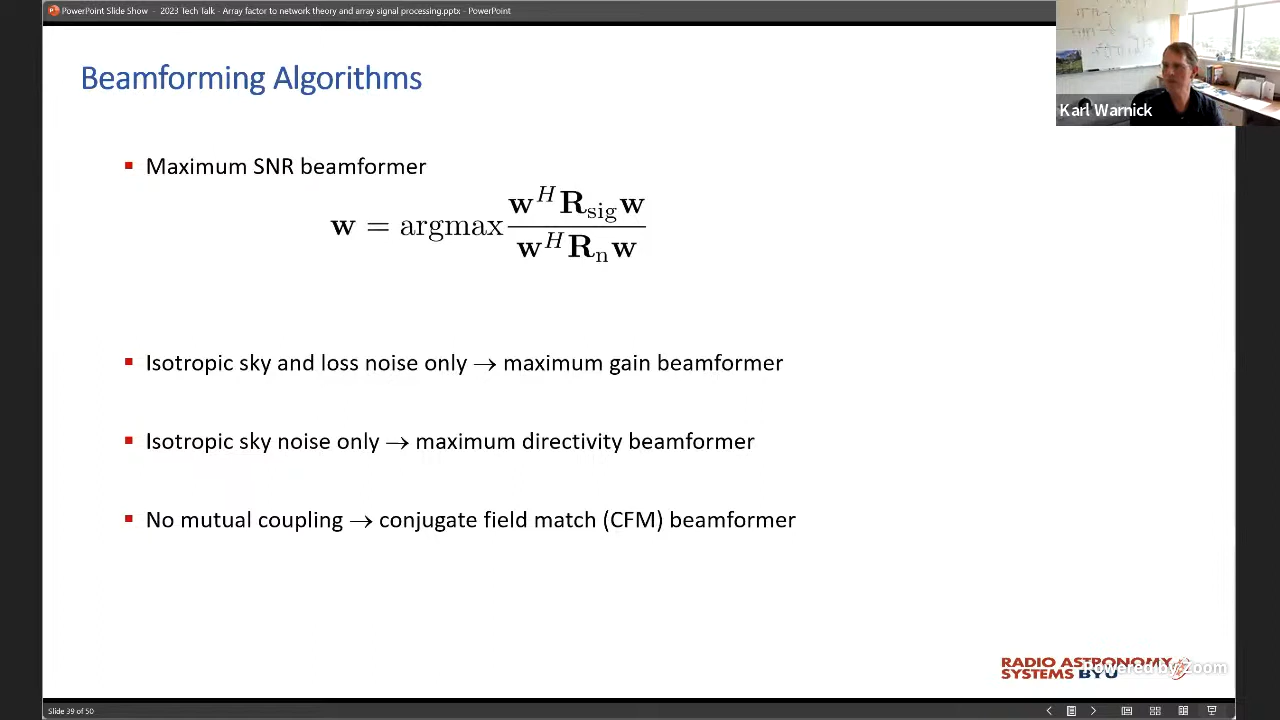 PowerPoint Slide Show - 2023 Tech Talk - Array factor to network theory and array signal processing.pptx - PowerPoint
Karl Warnick
Beamforming Algorithms
Maximum SNR beamformer
w = argmax w^H R_sig w / w^H R_n w
Isotropic sky and loss noise only → maximum gain beamformer
Isotropic sky noise only → maximum directivity beamformer
No mutual coupling → conjugate field match (CFM) beamformer
RADIO ASTRONOMY
SYSTEMS BYU
Powered by Zoom
Slide 39 of 50